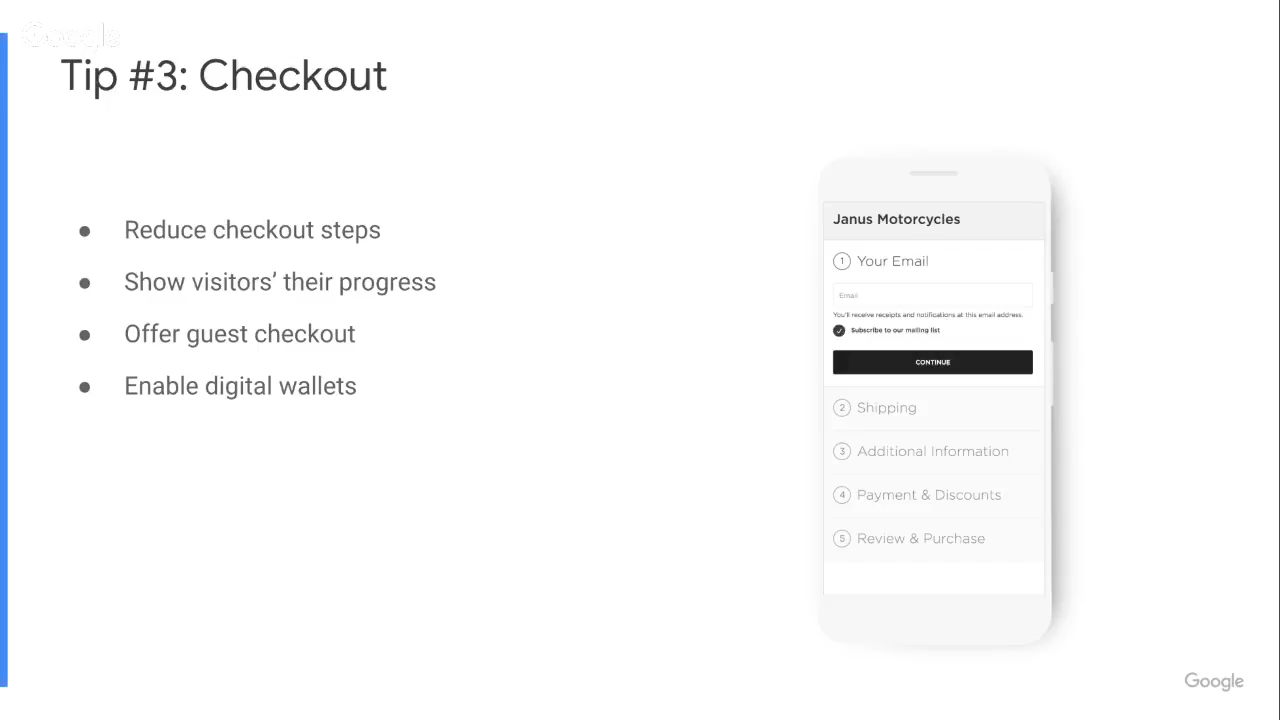 Google
Tip #3: Checkout
● Reduce checkout steps
● Show visitors’ their progress
● Offer guest checkout
● Enable digital wallets
Janus Motorcycles
1 Your Email
Email
You'll receive receipts and notifications at this email address.
Subscribe to our mailing list
CONTINUE
2 Shipping
3 Additional Information
4 Payment & Discounts
5 Review & Purchase
Google